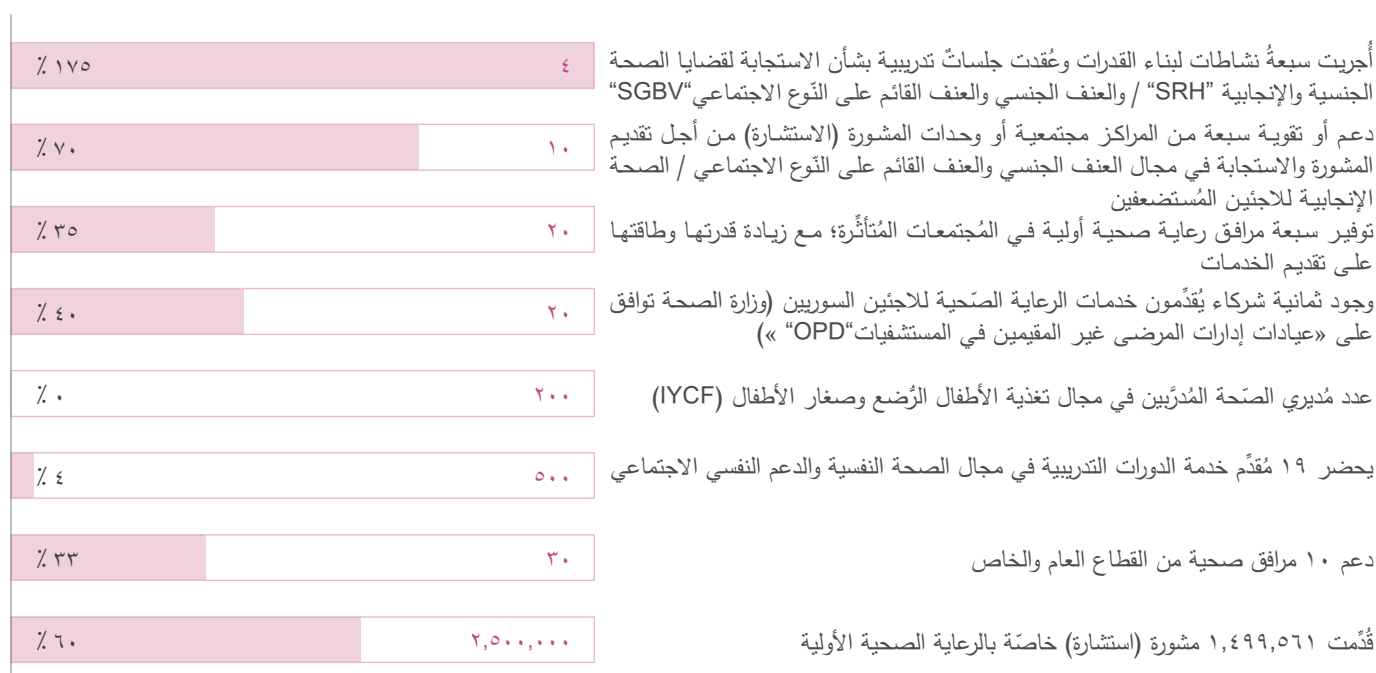 أُجريت سبعةُ نشاطات لبناء القدرات وعُقدت جلساتٌ تدريبية بشأن الاستجابة لقضايا الصحة
الجنسية والإنجابية "SRH" / والعنف الجنسي والعنف القائم على النّوع الاجتماعي "SGBV"
٤
٪ ١٧٥
دعم أو تقوية سبعة من المراكز مجتمعية أو وحدات المشورة (الاستشارة) من أجل تقديم
المشورة والاستجابة في مجال العنف الجنسي والعنف القائم على النّوع الاجتماعي / الصحة
الإنجابية للاجئين المُستضعفين
١٠
٪ ٧٠
توفير سبعة مرافق رعاية صحية أولية في المُجتمعات المُتأثِّرة؛ مع زيادة قدرتها وطاقتها
على تقديم الخدمات
٢٠
٪ ٣٥
وجود ثمانية شركاء يُقدِّمون خدمات الرعاية الصّحية للاجئين السوريين (وزارة الصحة توافق
على «عيادات إدارات المرضى غير المقيمين في المستشفيات "OPD" »)
٢٠
٪ ٤٠
عدد مُديري الصّحة المُدرَّبين في مجال تغذية الأطفال الرُّضع وصغار الأطفال (IYCF)
٢٠٠
٪ ٠
يحضر ١٩ مُقدِّم خدمة الدورات التدريبية في مجال الصحة النفسية والدعم النفسي الاجتماعي
٥٠٠
٪ ٤
دعم ١٠ مرافق صحية من القطاع العام والخاص
٣٠
٪ ٣٣
قُدِّمت ١,٤٩٩,٥٦١ مشورة (استشارة) خاصّة بالرعاية الصحية الأولية
٢,٥٠٠,٠٠٠
٪ ٦٠